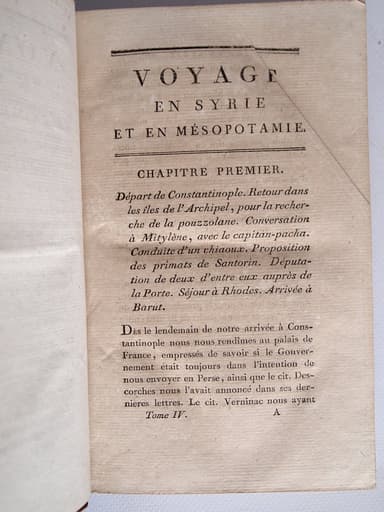 VOYAGE
EN SYRIE
ET EN MÉSOPOTAMIE.
CHAPITRE PREMIER.
Départ de Constantinople. Retour dans
les îles de l'Archipel, pour la recher-
che de la pouzzolane. Conversation
à Mitylène, avec le capitan-pacha.
Conduite d'un chiaoux. Proposition
des primats de Santorin. Députa-
tion de deux d'entre eux auprès de
la Porte. Séjour à Rhodes. Arrivée à
Barut.
Dès le lendemain de notre arrivée à Cons-
tantinople nous nous rendîmes au palais de
France, empressés de savoir si le Gouver-
nement était toujours dans l'intention de
nous envoyer en Perse, ainsi que le cit. Des-
corches nous l'avait annoncé dans ses der-
nières lettres. Le cit. Verninac nous ayant
Tome IV. A